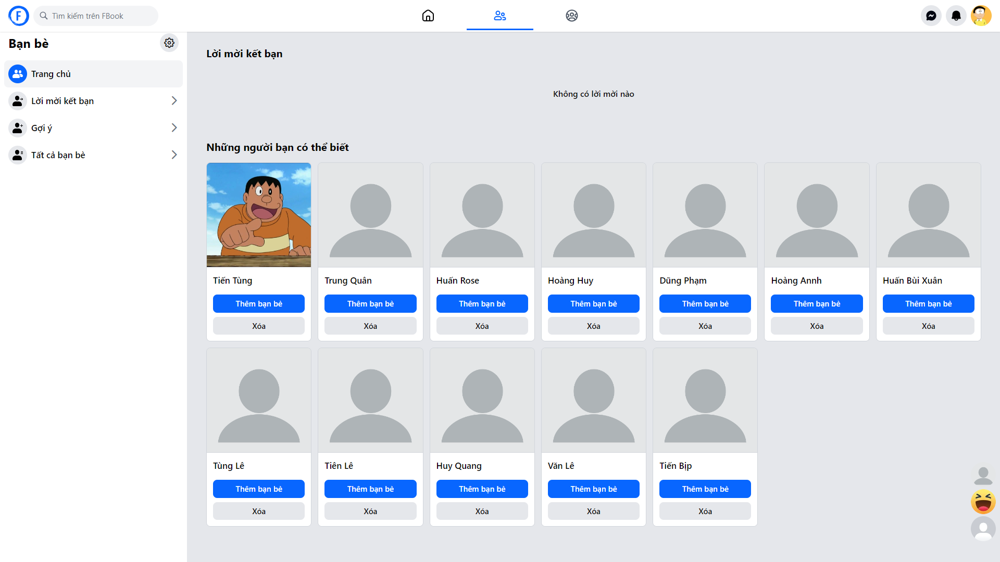 F
Tìm kiếm trên FBook
Bạn bè
Trang chủ
Lời mời kết bạn
Gợi ý
Tất cả bạn bè
Lời mời kết bạn
Không có lời mời nào
Những người bạn có thể biết
Tiến Tùng
Trung Quân
Huấn Rose
Hoàng Huy
Dũng Phạm
Hoàng Annh
Huấn Bùi Xuân
Thêm bạn bè
Thêm bạn bè
Thêm bạn bè
Thêm bạn bè
Thêm bạn bè
Thêm bạn bè
Thêm bạn bè
Xóa
Xóa
Xóa
Xóa
Xóa
Xóa
Xóa
Tùng Lê
Tiên Lê
Huy Quang
Văn Lê
Tiến Bịp
Thêm bạn bè
Thêm bạn bè
Thêm bạn bè
Thêm bạn bè
Thêm bạn bè
Xóa
Xóa
Xóa
Xóa
Xóa